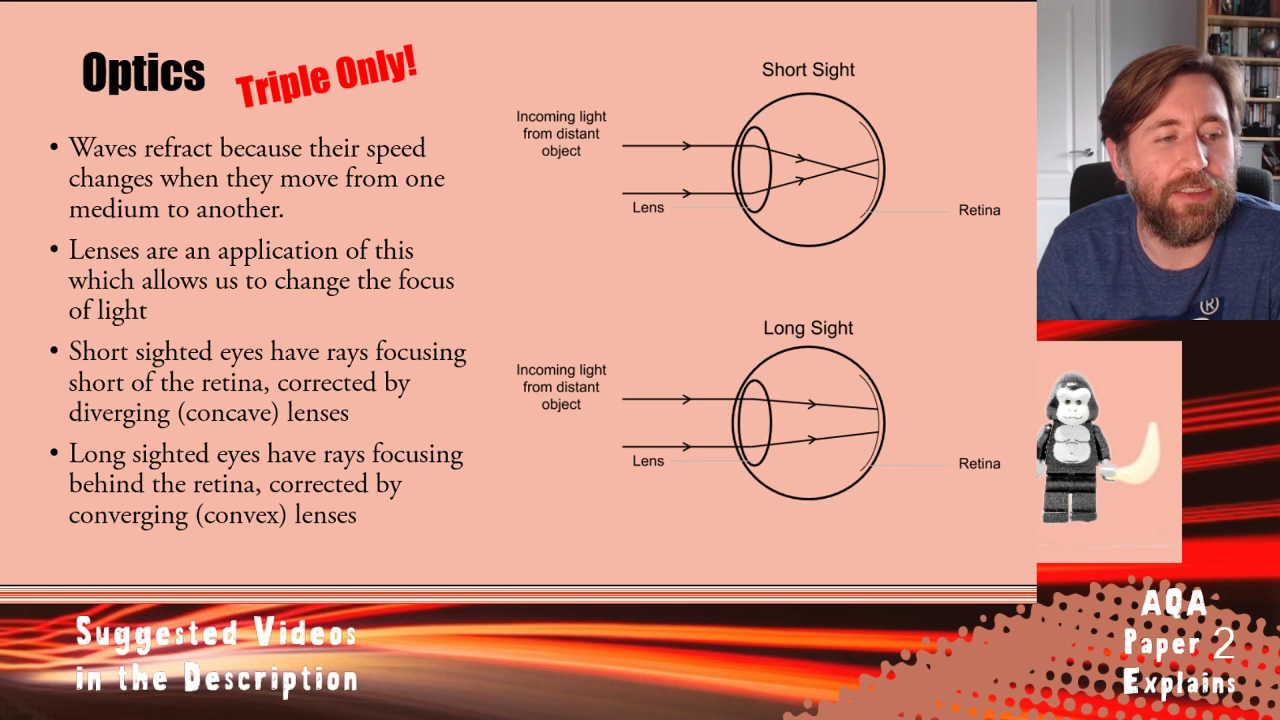 Optics
Triple Only!
• Waves refract because their speed
changes when they move from one
medium to another.
• Lenses are an application of this
which allows us to change the focus
of light
• Short sighted eyes have rays focusing
short of the retina, corrected by
diverging (concave) lenses
• Long sighted eyes have rays focusing
behind the retina, corrected by
converging (convex) lenses
Short Sight
Incoming light
from distant
object
Lens
Retina
Long Sight
Incoming light
from distant
object
Lens
Retina
(R)
Suggested Videos
in the Description
AQA
Paper 2
Explains